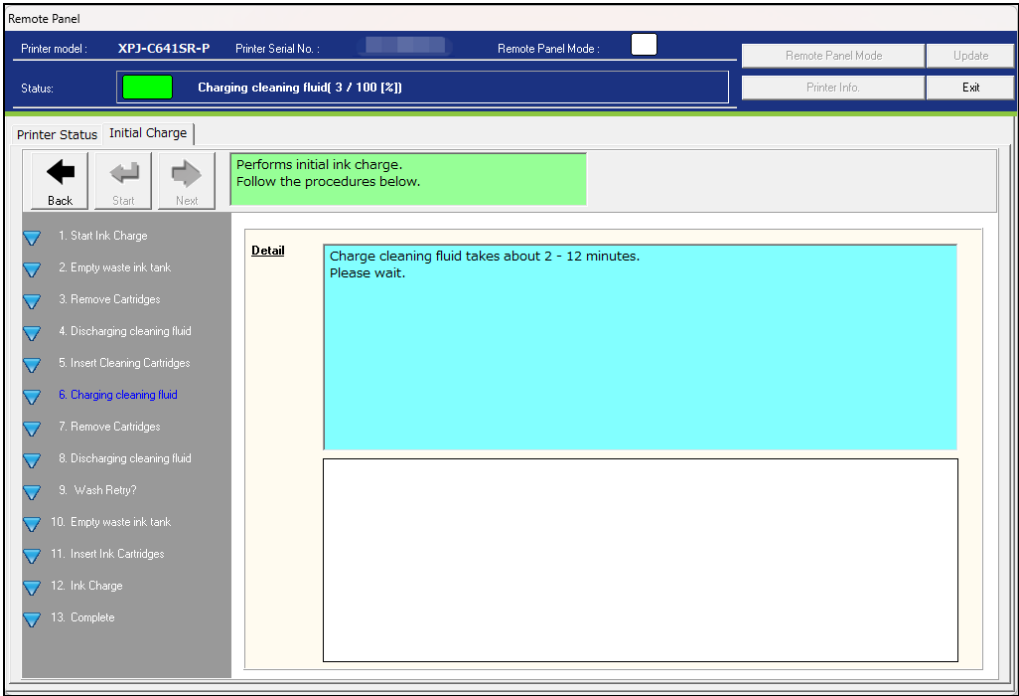 Remote Panel
Printer model : XPJ-C641SR-P Printer Serial No. : Remote Panel Mode :
Remote Panel Mode Update
Status: Charging cleaning fluid( 3 / 100 [%])
Printer Info. Exit
Printer Status Initial Charge
Back Start Next
Performs initial ink charge.
Follow the procedures below.
1. Start Ink Charge
2. Empty waste ink tank
3. Remove Cartridges
4. Discharging cleaning fluid
5. Insert Cleaning Cartridges
6. Charging cleaning fluid
7. Remove Cartridges
8. Discharging cleaning fluid
9. Wash Retry?
10. Empty waste ink tank
11. Insert Ink Cartridges
12. Ink Charge
13. Complete
Detail
Charge cleaning fluid takes about 2 - 12 minutes.
Please wait.